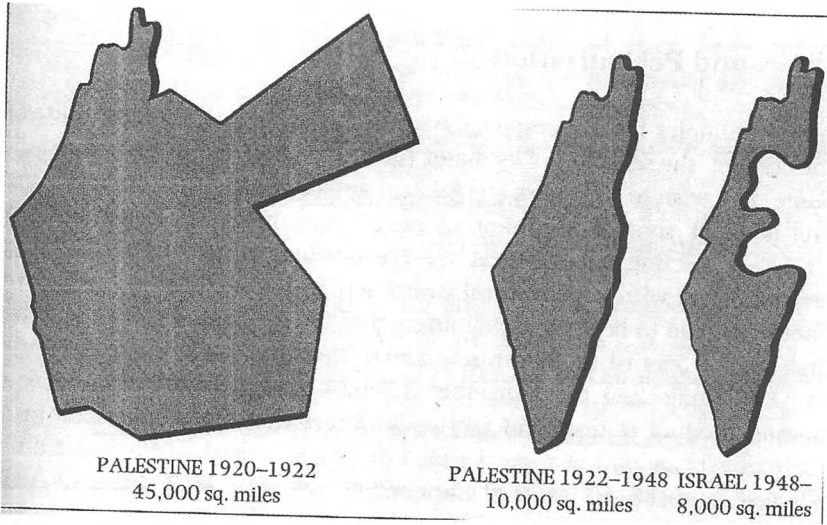 PALESTINE 1920–1922
45,000 sq. miles
PALESTINE 1922–1948
10,000 sq. miles
ISRAEL 1948–
8,000 sq. miles